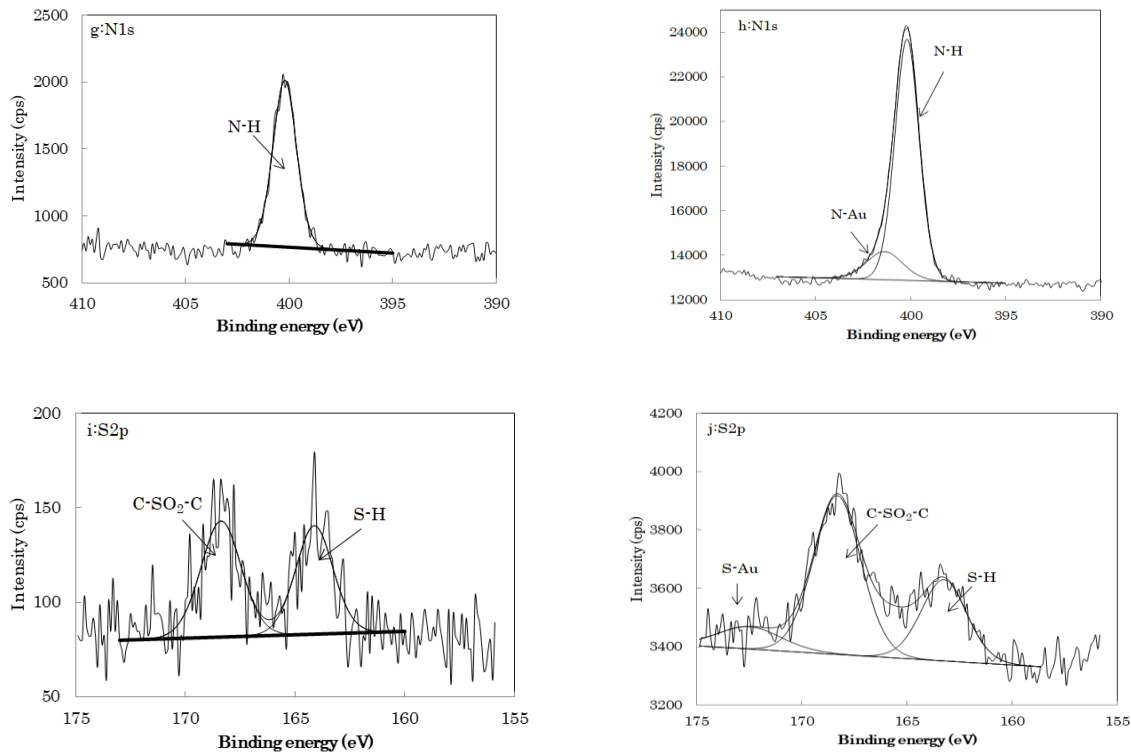 g:N1s
Intensity (cps)
2500
2000
1500
1000
500
N-H
410 405 400 395 390
Binding energy (eV)
h:N1s
Intensity (cps)
24000
22000
20000
18000
16000
14000
12000
N-H
N-Au
410 405 400 395 390
Binding energy (eV)
i:S2p
Intensity (cps)
200
150
100
50
C-SO₂-C
S-H
175 170 165 160 155
Binding energy (eV)
j:S2p
Intensity (cps)
4200
4000
3800
3600
3400
3200
C-SO₂-C
S-Au
S-H
175 170 165 160 155
Binding energy (eV)